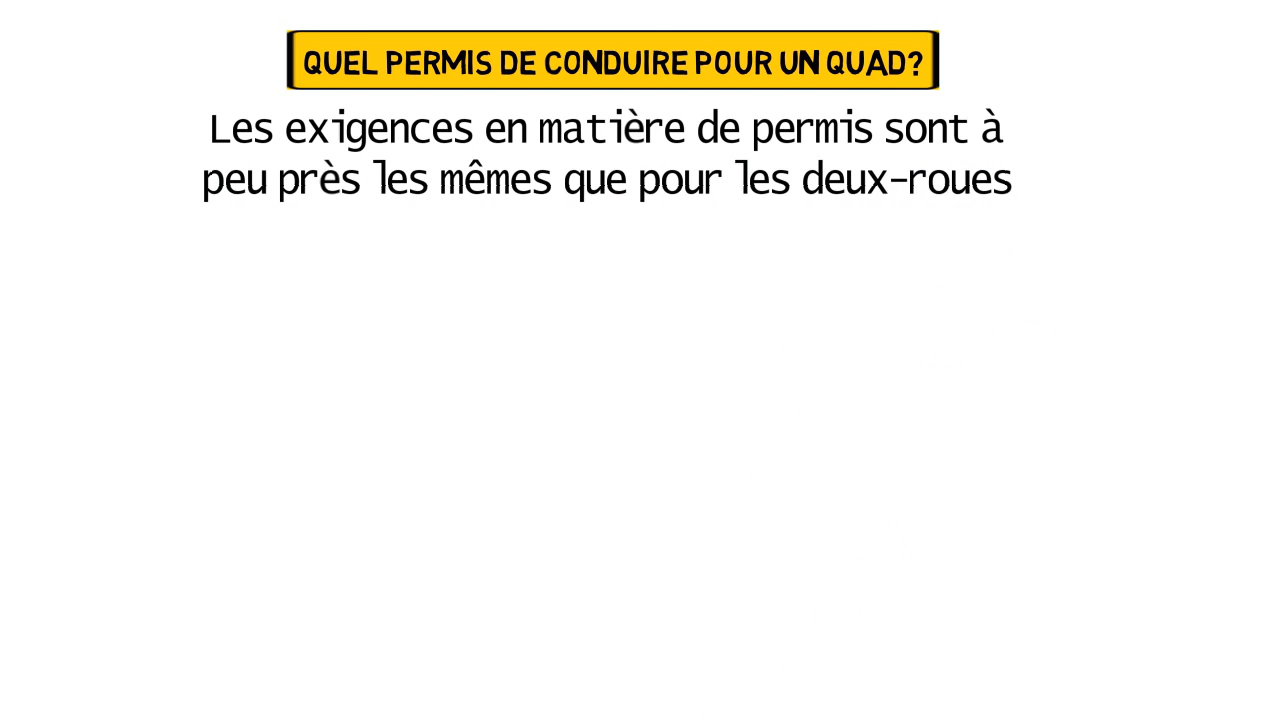 QUEL PERMIS DE CONDUIRE POUR UN QUAD?
Les exigences en matière de permis sont à
peu près les mêmes que pour les deux-roues